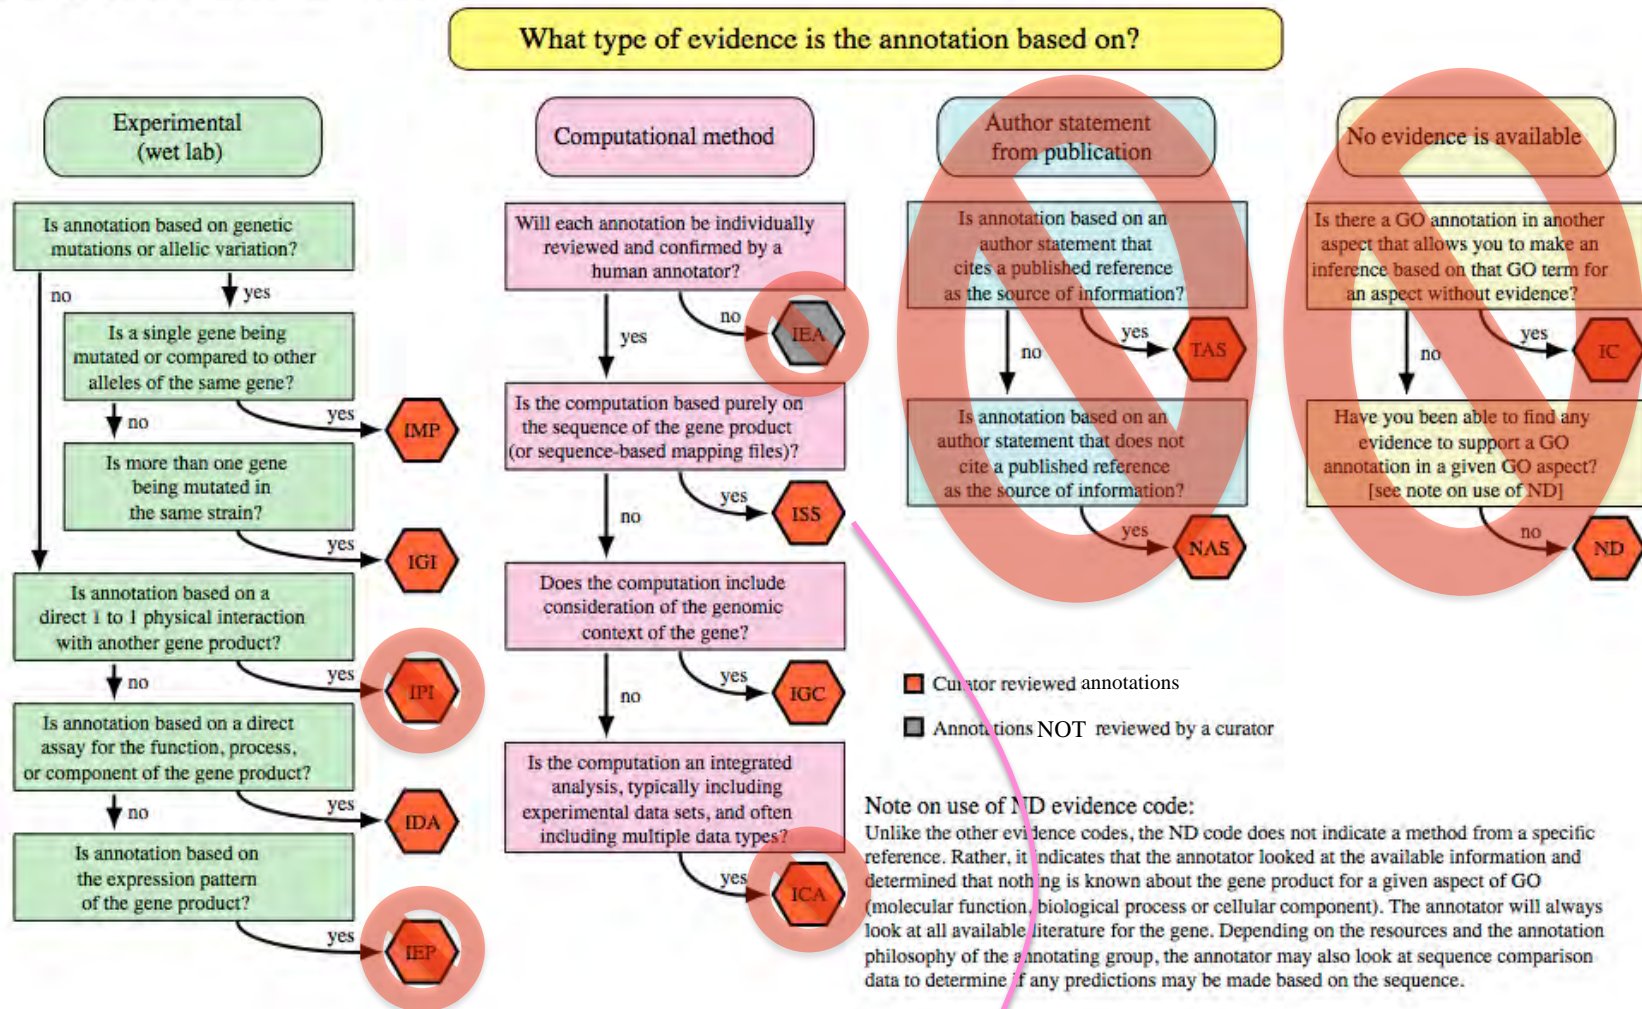 What type of evidence is the annotation based on?
Experimental
(wet lab)
Is annotation based on genetic
mutations or allelic variation?
no
yes
Is a single gene being
mutated or compared to other
alleles of the same gene?
yes
IMP
no
Is more than one gene
being mutated in
the same strain?
yes
IGI
Is annotation based on a
direct 1 to 1 physical interaction
with another gene product?
yes
IPI
no
Is annotation based on a direct
assay for the function, process,
or component of the gene product?
yes
IDA
no
Is annotation based on
the expression pattern
of the gene product?
yes
IEP
Computational method
Will each annotation be individually
reviewed and confirmed by a
human annotator?
no
IEA
yes
Is the computation based purely on
the sequence of the gene product
(or sequence-based mapping files)?
yes
ISS
no
Does the computation include
consideration of the genomic
context of the gene?
yes
IGC
no
Is the computation an integrated
analysis, typically including
experimental data sets, and often
including multiple data types?
yes
ICA
Author statement
from publication
Is annotation based on an
author statement that
cites a published reference
as the source of information?
yes
TAS
no
Is annotation based on an
author statement that does not
cite a published reference
as the source of information?
yes
NAS
No evidence is available
Is there a GO annotation in another
aspect that allows you to make an
inference based on that GO term for
an aspect without evidence?
yes
IC
no
Have you been able to find any
evidence to support a GO
annotation in a given GO aspect?
[see note on use of ND]
no
ND
Curator reviewed annotations
Annotations NOT reviewed by a curator
Note on use of ND evidence code:
Unlike the other evidence codes, the ND code does not indicate a method from a specific
reference. Rather, it indicates that the annotator looked at the available information and
determined that nothing is known about the gene product for a given aspect of GO
(molecular function, biological process or cellular component). The annotator will always
look at all available literature for the gene. Depending on the resources and the annotation
philosophy of the annotating group, the annotator may also look at sequence comparison
data to determine if any predictions may be made based on the sequence.